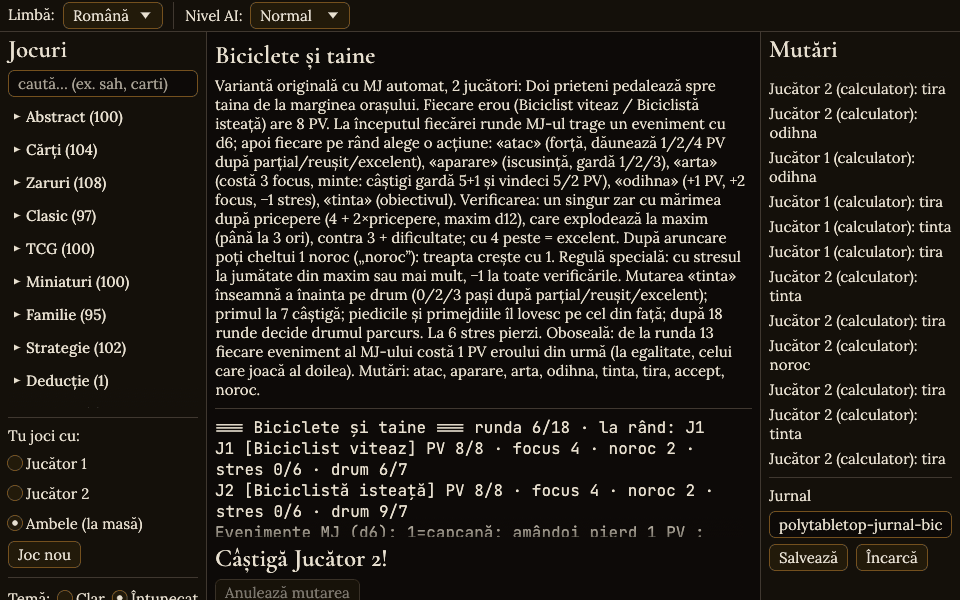 Limbă: Română ▼ Nivel AI: Normal ▼
Jocuri
caută... (ex. sah, carti)
▸ Abstract (100)
▸ Cărți (104)
▸ Zaruri (108)
▸ Clasic (97)
▸ TCG (100)
▸ Miniaturi (100)
▸ Familie (95)
▸ Strategie (102)
▸ Deducție (1)
Tu joci cu:
Jucător 1
Jucător 2
Ambele (la masă)
Joc nou
Temă: Clar Întunecat
Biciclete și taine
Variantă originală cu MJ automat, 2 jucători: Doi prieteni pedalează spre
taina de la marginea orașului. Fiecare erou (Biciclist viteaz / Biciclistă
isteață) are 8 PV. La începutul fiecărei runde MJ-ul trage un eveniment cu
d6; apoi fiecare pe rând alege o acțiune: «atac» (forță, dăunează 1/2/4 PV
după parțial/reușit/excelent), «aparare» (iscusință, gardă 1/2/3), «arta»
(costă 3 focus, minte: câștigi gardă 5+1 și vindeci 5/2 PV), «odihna» (+1 PV, +2
focus, −1 stres), «tinta» (obiectivul). Verificarea: un singur zar cu mărimea
după pricepere (4 + 2×pricepere, maxim d12), care explodează la maxim
(până la 3 ori), contra 3 + dificultate; cu 4 peste = excelent. După aruncare
poți cheltui 1 noroc („noroc”): treapta crește cu 1. Regulă specială: cu stresul
la jumătate din maxim sau mai mult, −1 la toate verificările. Mutarea «tinta»
înseamnă a înainta pe drum (0/2/3 pași după parțial/reușit/excelent);
primul la 7 câștigă; piedicile și primejdiile îl lovesc pe cel din față; după 18
runde decide drumul parcurs. La 6 stres pierzi. Oboseală: de la runda 13
fiecare eveniment al MJ-ului costă 1 PV eroului din urmă (la egalitate, celui
care joacă al doilea). Mutări: atac, aparare, arta, odihna, tinta, tira, accept,
noroc.
═══ Biciclete și taine ═══ runda 6/18 · la rând: J1
J1 [Biciclist viteaz] PV 8/8 · focus 4 · noroc 2 ·
stres 0/6 · drum 6/7
J2 [Biciclistă isteață] PV 8/8 · focus 4 · noroc 2 ·
stres 0/6 · drum 9/7
Evenimente MJ (d6): 1=capcană: amândoi pierd 1 PV ;
Câștigă Jucător 2!
Anulează mutarea
Mutări
Jucător 2 (calculator): tira
Jucător 2 (calculator):
odihna
Jucător 1 (calculator):
odihna
Jucător 1 (calculator): tira
Jucător 1 (calculator): tinta
Jucător 1 (calculator): tira
Jucător 2 (calculator):
tinta
Jucător 2 (calculator): tira
Jucător 2 (calculator):
noroc
Jucător 2 (calculator): tira
Jucător 2 (calculator):
tinta
Jucător 2 (calculator): tira
Jurnal
polytabletop-jurnal-bic
Salvează Încarcă